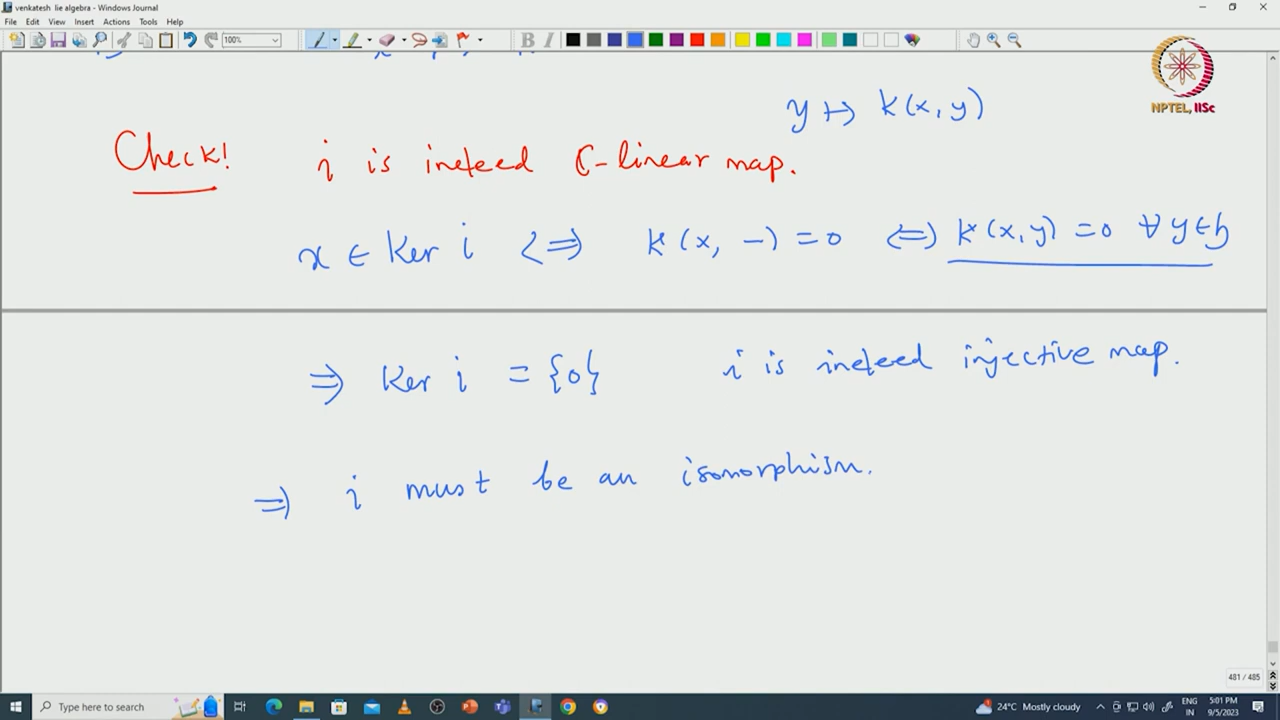 venkatesh lie algebra - Windows Journal
File Edit View Insert Actions Tools Help
100%
B I
NPTEL, IISc
y ↦ k(x, y)
Check! i is indeed ℂ-linear map.
x ∈ Ker i ⟺ k(x, –) = 0 ⟺ k(x, y) = 0 ∀ y ∈ 𝔥
⇒ Ker i = {0} i is indeed injective map.
⇒ i must be an isomorphism.
481 / 485
Type here to search
24°C Mostly cloudy
ENG
IN
5:01 PM
9/5/2023